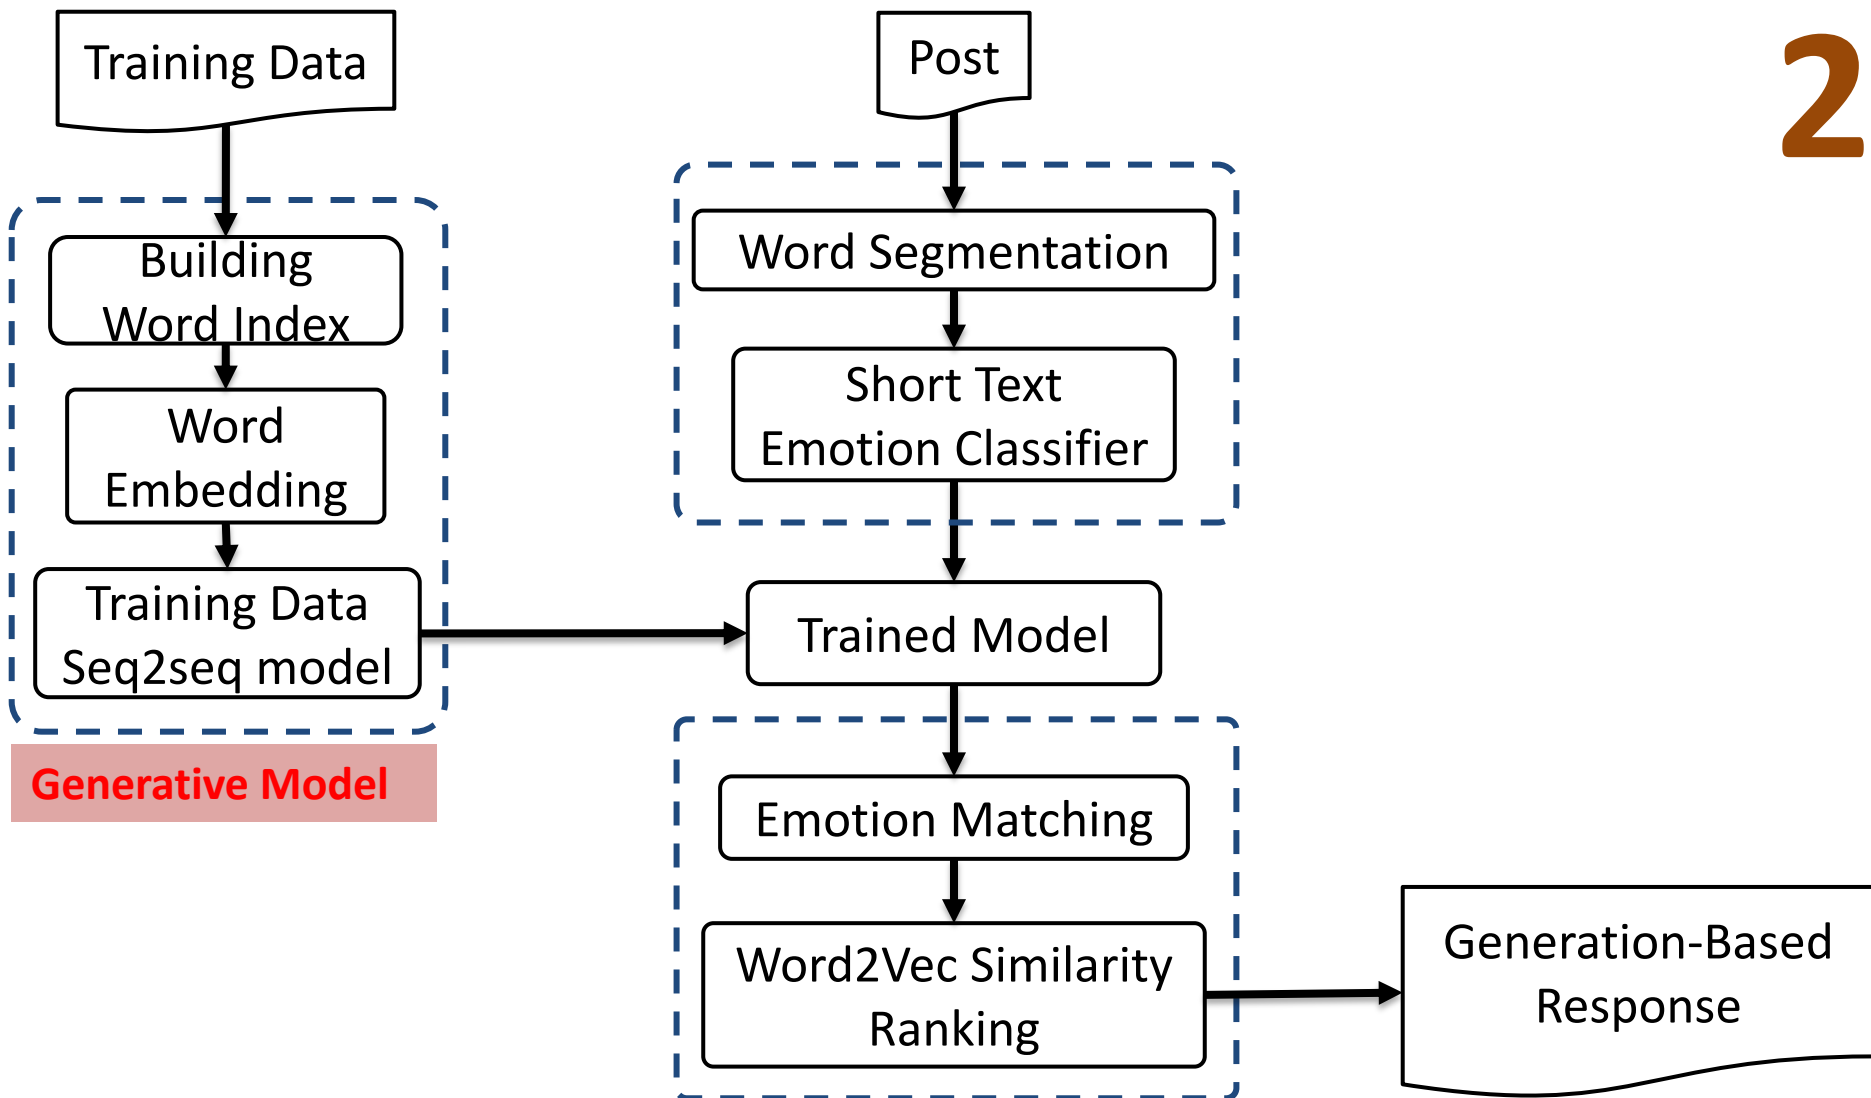 Training Data
Building
Word Index
Word
Embedding
Training Data
Seq2seq model
Generative Model
Post
Word Segmentation
Short Text
Emotion Classifier
Trained Model
Emotion Matching
Word2Vec Similarity
Ranking
Generation-Based
Response
2